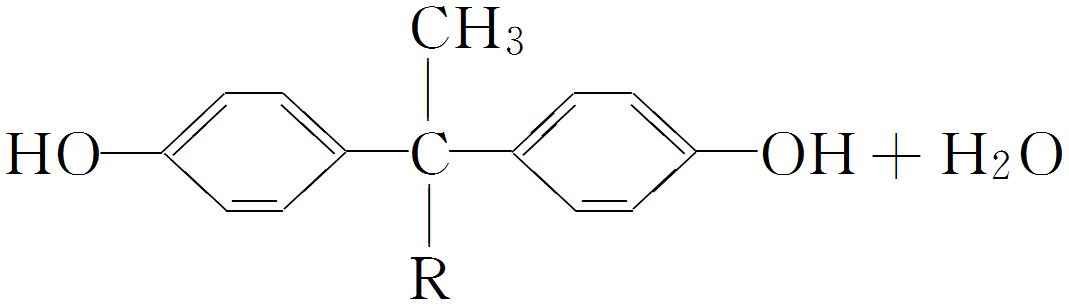 CH3
HO C OH + H2O
R